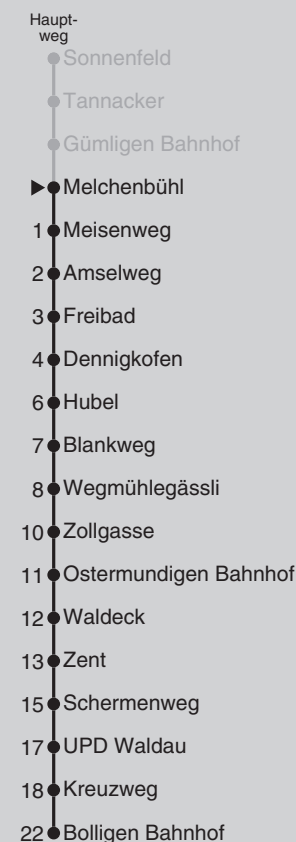 Haupt-
weg
Sonnenfeld
Tannacker
Gümligen Bahnhof
Melchenbühl
1 Meisenweg
2 Amselweg
3 Freibad
4 Dennigkofen
6 Hubel
7 Blankweg
8 Wegmühlegässli
10 Zollgasse
11 Ostermundigen Bahnhof
12 Waldeck
13 Zent
15 Schermenweg
17 UPD Waldau
18 Kreuzweg
22 Bolligen Bahnhof